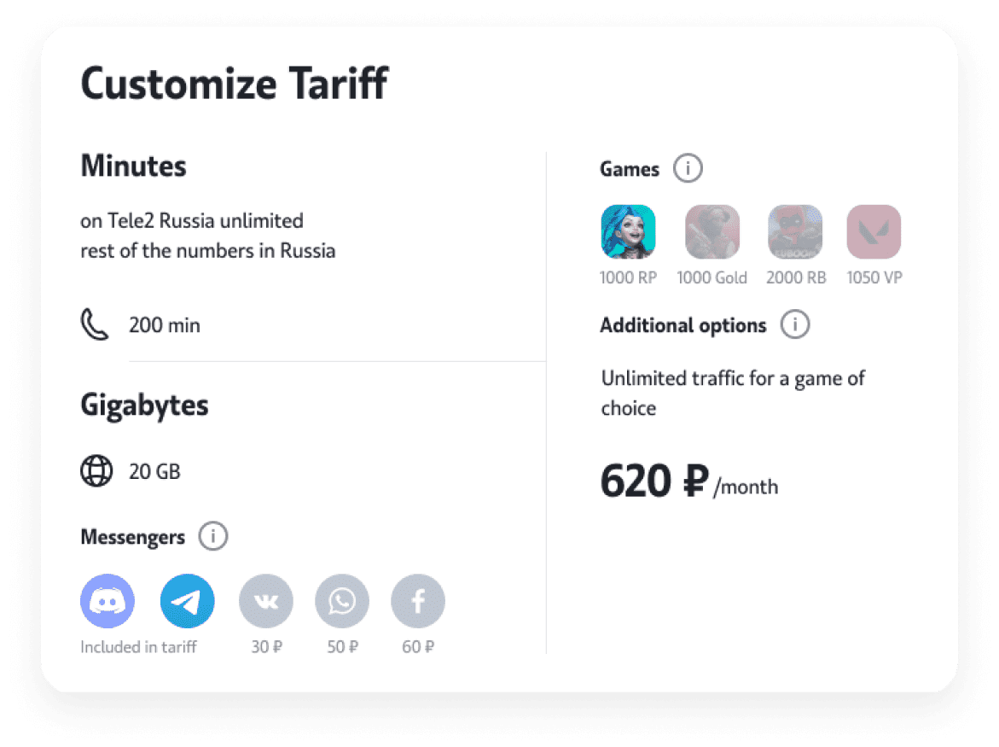 Customize Tariff
Minutes
on Tele2 Russia unlimited
rest of the numbers in Russia
200 min
Gigabytes
20 GB
Messengers
Included in tariff
30 ₽
50 ₽
60 ₽
Games
KUBOOM
1000 RP
1000 Gold
2000 RB
1050 VP
Additional options
Unlimited traffic for a game of
choice
620 ₽ /month